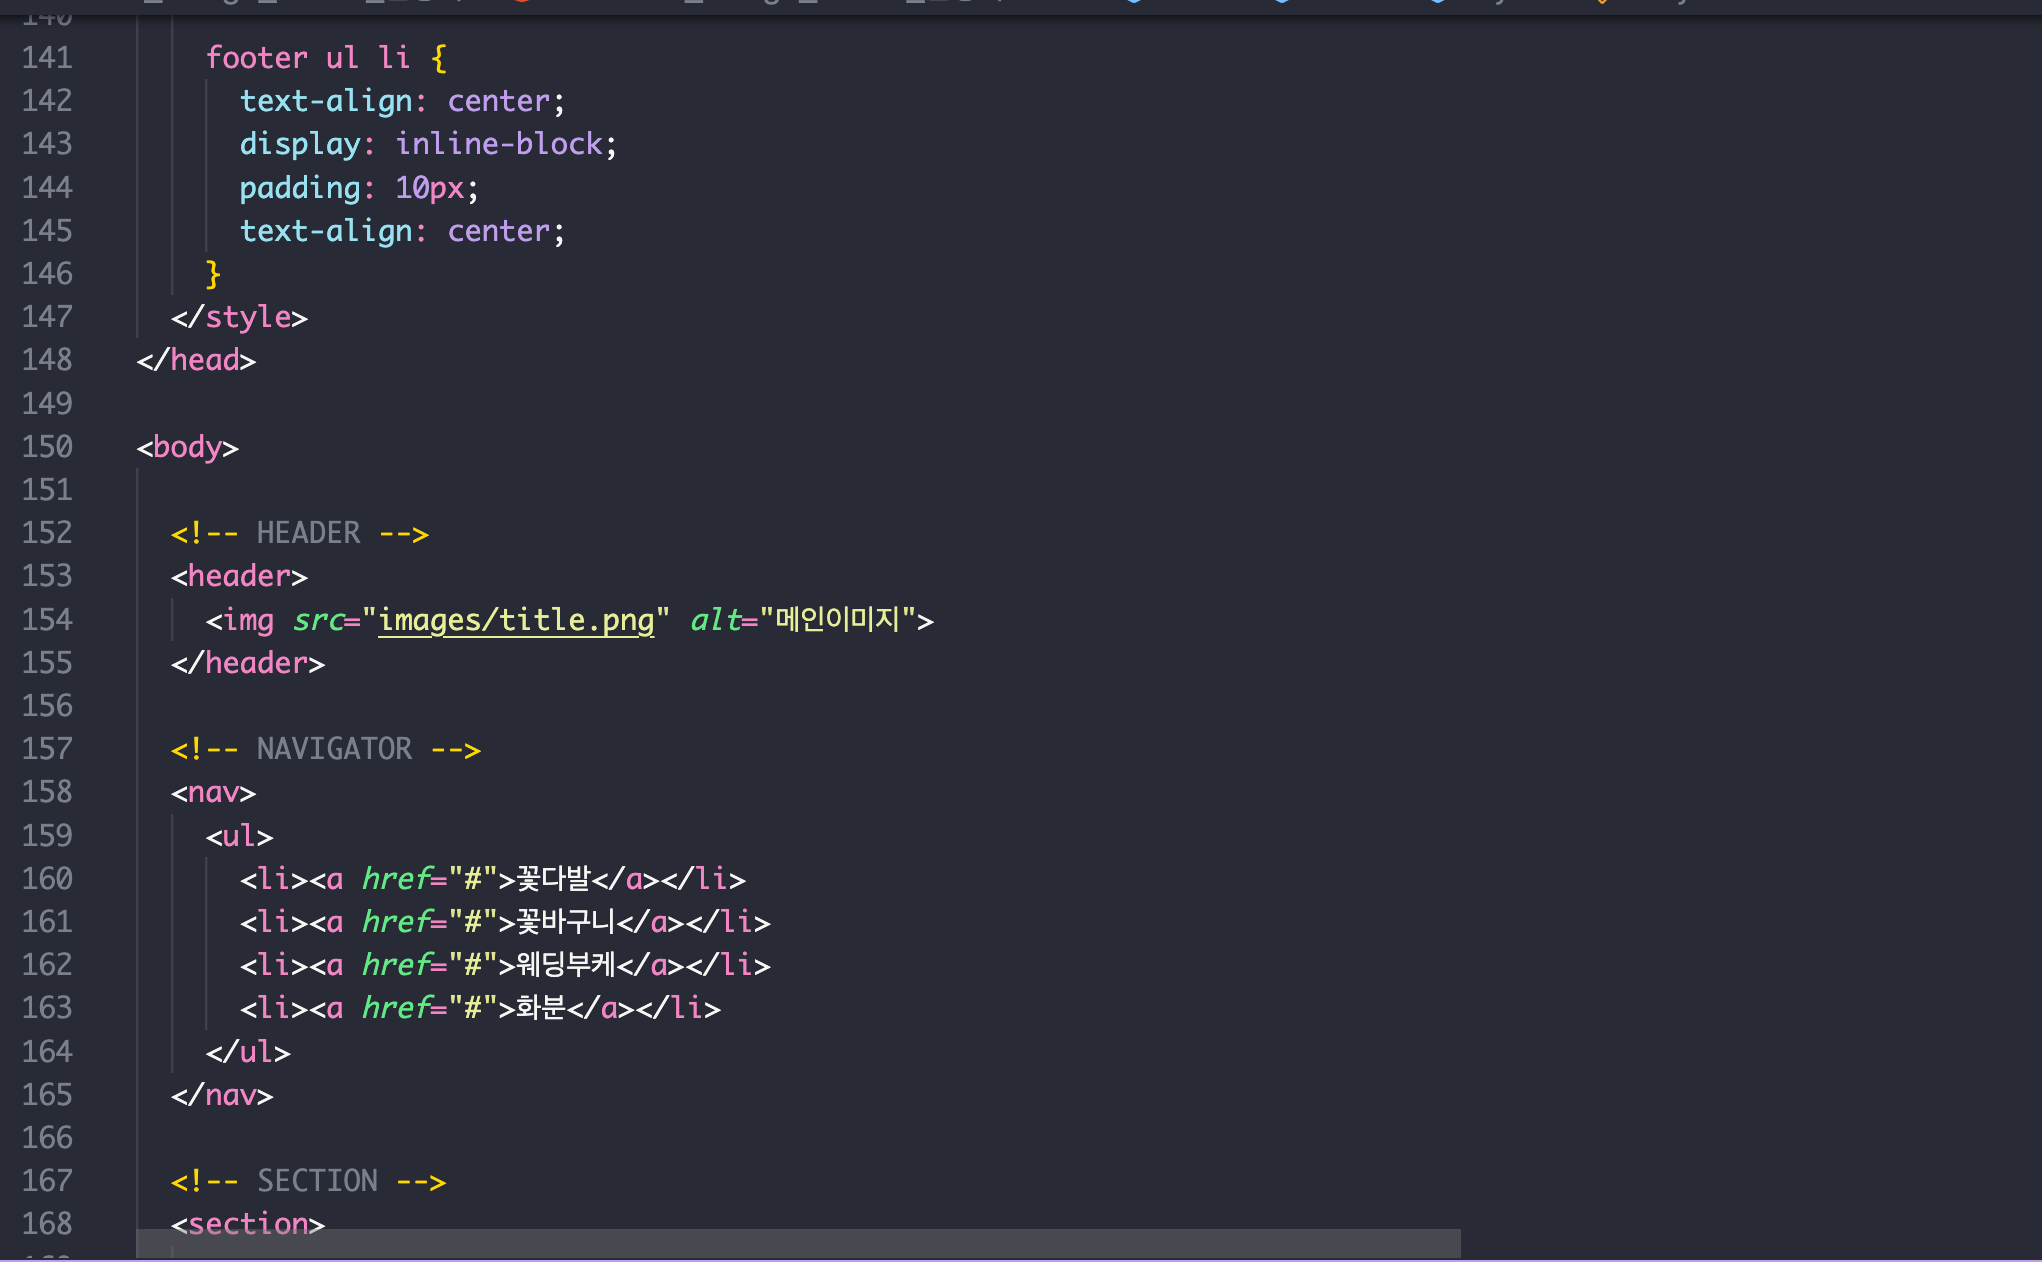 140
141 footer ul li {
142 text-align: center;
143 display: inline-block;
144 padding: 10px;
145 text-align: center;
146 }
147 </style>
148 </head>
149
150 <body>
151
152 <!-- HEADER -->
153 <header>
154 <img src="images/title.png" alt="메인이미지">
155 </header>
156
157 <!-- NAVIGATOR -->
158 <nav>
159 <ul>
160 <li><a href="#">꽃다발</a></li>
161 <li><a href="#">꽃바구니</a></li>
162 <li><a href="#">웨딩부케</a></li>
163 <li><a href="#">화분</a></li>
164 </ul>
165 </nav>
166
167 <!-- SECTION -->
168 <section>